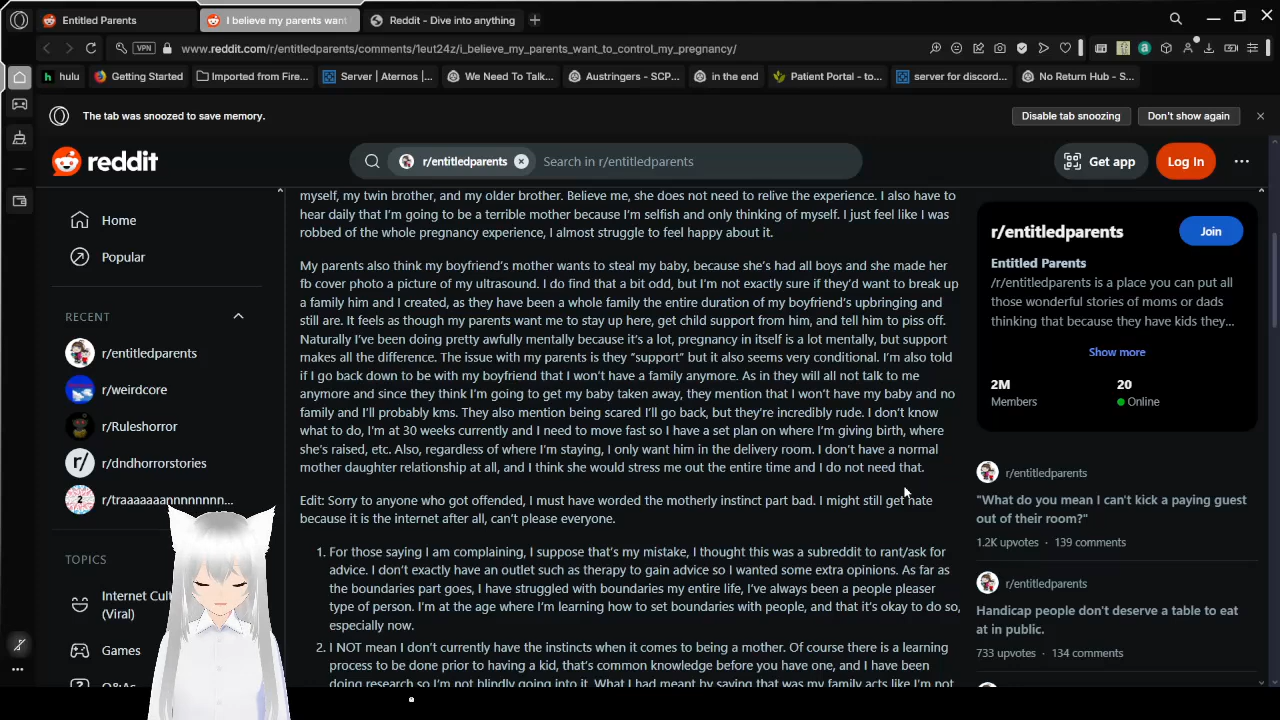 Entitled Parents
I believe my parents want
Reddit - Dive into anything
VPN
www.reddit.com/r/entitledparents/comments/1eut24z/i_believe_my_parents_want_to_control_my_pregnancy/
hulu
Getting Started
Imported from Fire...
Server | Aternos |...
We Need To Talk...
Austringers - SCP...
in the end
Patient Portal - to...
server for discord...
No Return Hub - S...
The tab was snoozed to save memory.
Disable tab snoozing
Don't show again
reddit
r/entitledparents
Search in r/entitledparents
Get app
Log In
Home
Popular
RECENT
r/entitledparents
r/weirdcore
r/Ruleshorror
r/dndhorrorstories
r/traaaaaaannnnnnnn...
TOPICS
Internet Cul
(Viral)
Games
Q&As
myself, my twin brother, and my older brother. Believe me, she does not need to relive the experience. I also have to
hear daily that I'm going to be a terrible mother because I'm selfish and only thinking of myself. I just feel like I was
robbed of the whole pregnancy experience, I almost struggle to feel happy about it.
My parents also think my boyfriend's mother wants to steal my baby, because she's had all boys and she made her
fb cover photo a picture of my ultrasound. I do find that a bit odd, but I'm not exactly sure if they'd want to break up
a family him and I created, as they have been a whole family the entire duration of my boyfriend's upbringing and
still are. It feels as though my parents want me to stay up here, get child support from him, and tell him to piss off.
Naturally I've been doing pretty awfully mentally because it's a lot, pregnancy in itself is a lot mentally, but support
makes all the difference. The issue with my parents is they “support” but it also seems very conditional. I'm also told
if I go back down to be with my boyfriend that I won't have a family anymore. As in they will all not talk to me
anymore and since they think I'm going to get my baby taken away, they mention that I won't have my baby and no
family and I'll probably kms. They also mention being scared I'll go back, but they're incredibly rude. I don't know
what to do, I'm at 30 weeks currently and I need to move fast so I have a set plan on where I'm giving birth, where
she's raised, etc. Also, regardless of where I'm staying, I only want him in the delivery room. I don't have a normal
mother daughter relationship at all, and I think she would stress me out the entire time and I do not need that.
Edit: Sorry to anyone who got offended, I must have worded the motherly instinct part bad. I might still get hate
because it is the internet after all, can't please everyone.
1. For those saying I am complaining, I suppose that's my mistake, I thought this was a subreddit to rant/ask for
advice. I don't exactly have an outlet such as therapy to gain advice so I wanted some extra opinions. As far as
the boundaries part goes, I have struggled with boundaries my entire life, I've always been a people pleaser
type of person. I'm at the age where I'm learning how to set boundaries with people, and that it's okay to do so,
especially now.
2. I NOT mean I don't currently have the instincts when it comes to being a mother. Of course there is a learning
process to be done prior to having a kid, that's common knowledge before you have one, and I have been
doing research so I'm not blindly going into it. What I had meant by saying that was my family acts like I'm not
r/entitledparents
Join
Entitled Parents
/r/entitledparents is a place you can put all
those wonderful stories of moms or dads
thinking that because they have kids they...
Show more
2M
Members
20
Online
r/entitledparents
"What do you mean I can't kick a paying guest
out of their room?"
1.2K upvotes · 139 comments
r/entitledparents
Handicap people don't deserve a table to eat
at in public.
733 upvotes · 134 comments